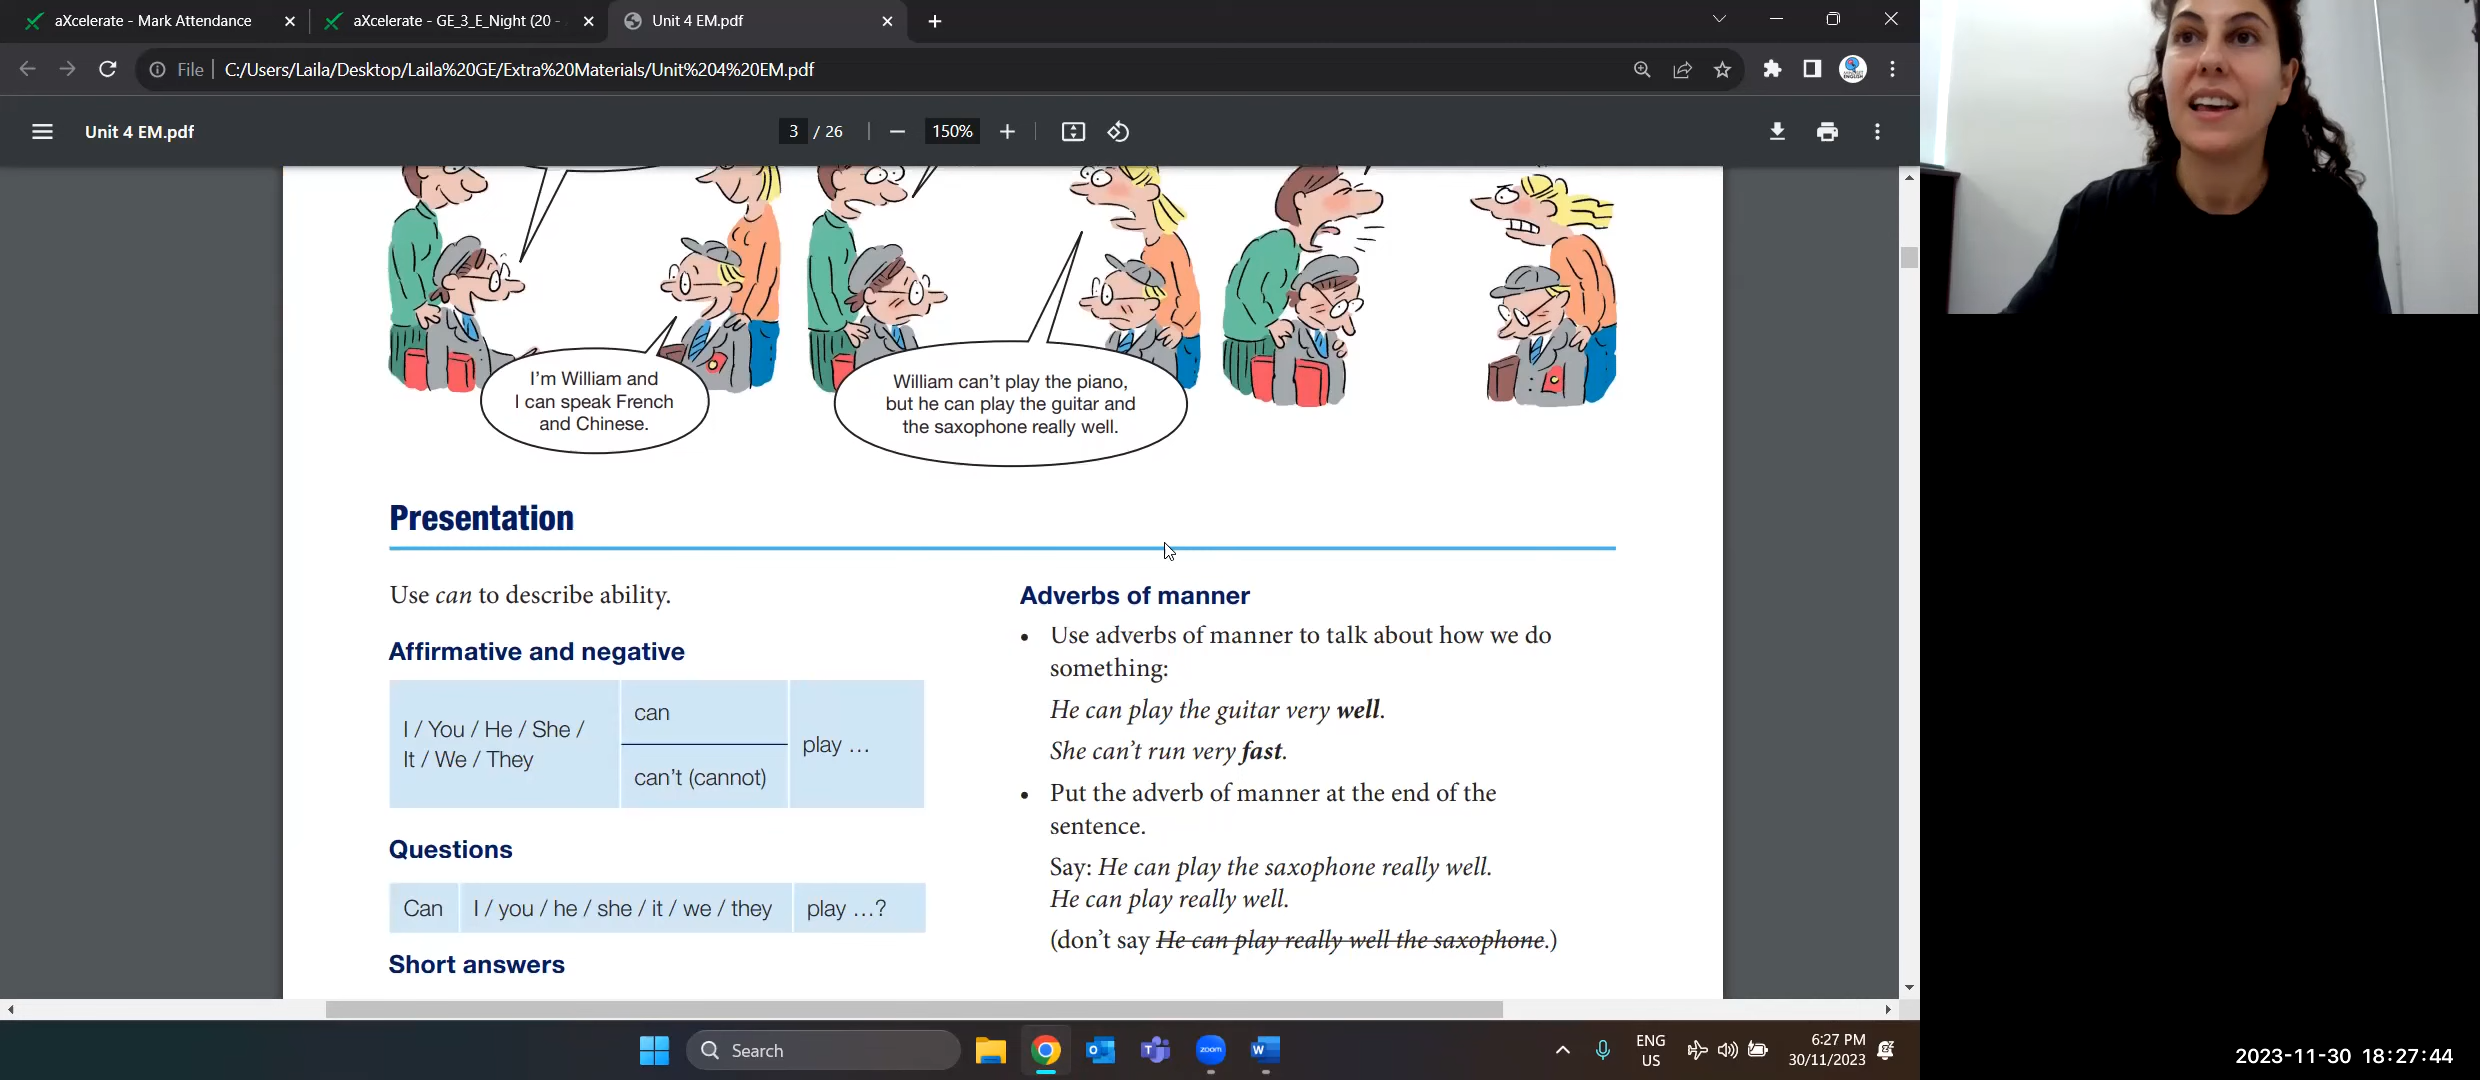 aXcelerate - Mark Attendance
aXcelerate - GE_3_E_Night (20 -
Unit 4 EM.pdf
File
C:/Users/Laila/Desktop/Laila%20GE/Extra%20Materials/Unit%204%20EM.pdf
Unit 4 EM.pdf
3 / 26
150%
I'm William and
I can speak French
and Chinese.
William can't play the piano,
but he can play the guitar and
the saxophone really well.
Presentation
Use can to describe ability.
Affirmative and negative
I / You / He / She /
It / We / They
can
can't (cannot)
play …
Questions
Can
I / you / he / she / it / we / they
play …?
Short answers
Adverbs of manner
• Use adverbs of manner to talk about how we do
something:
He can play the guitar very well.
She can't run very fast.
• Put the adverb of manner at the end of the
sentence.
Say: He can play the saxophone really well.
He can play really well.
(don't say He can play really well the saxophone.)
Search
zoom
ENG
US
6:27 PM
30/11/2023
2023-11-30 18:27:44